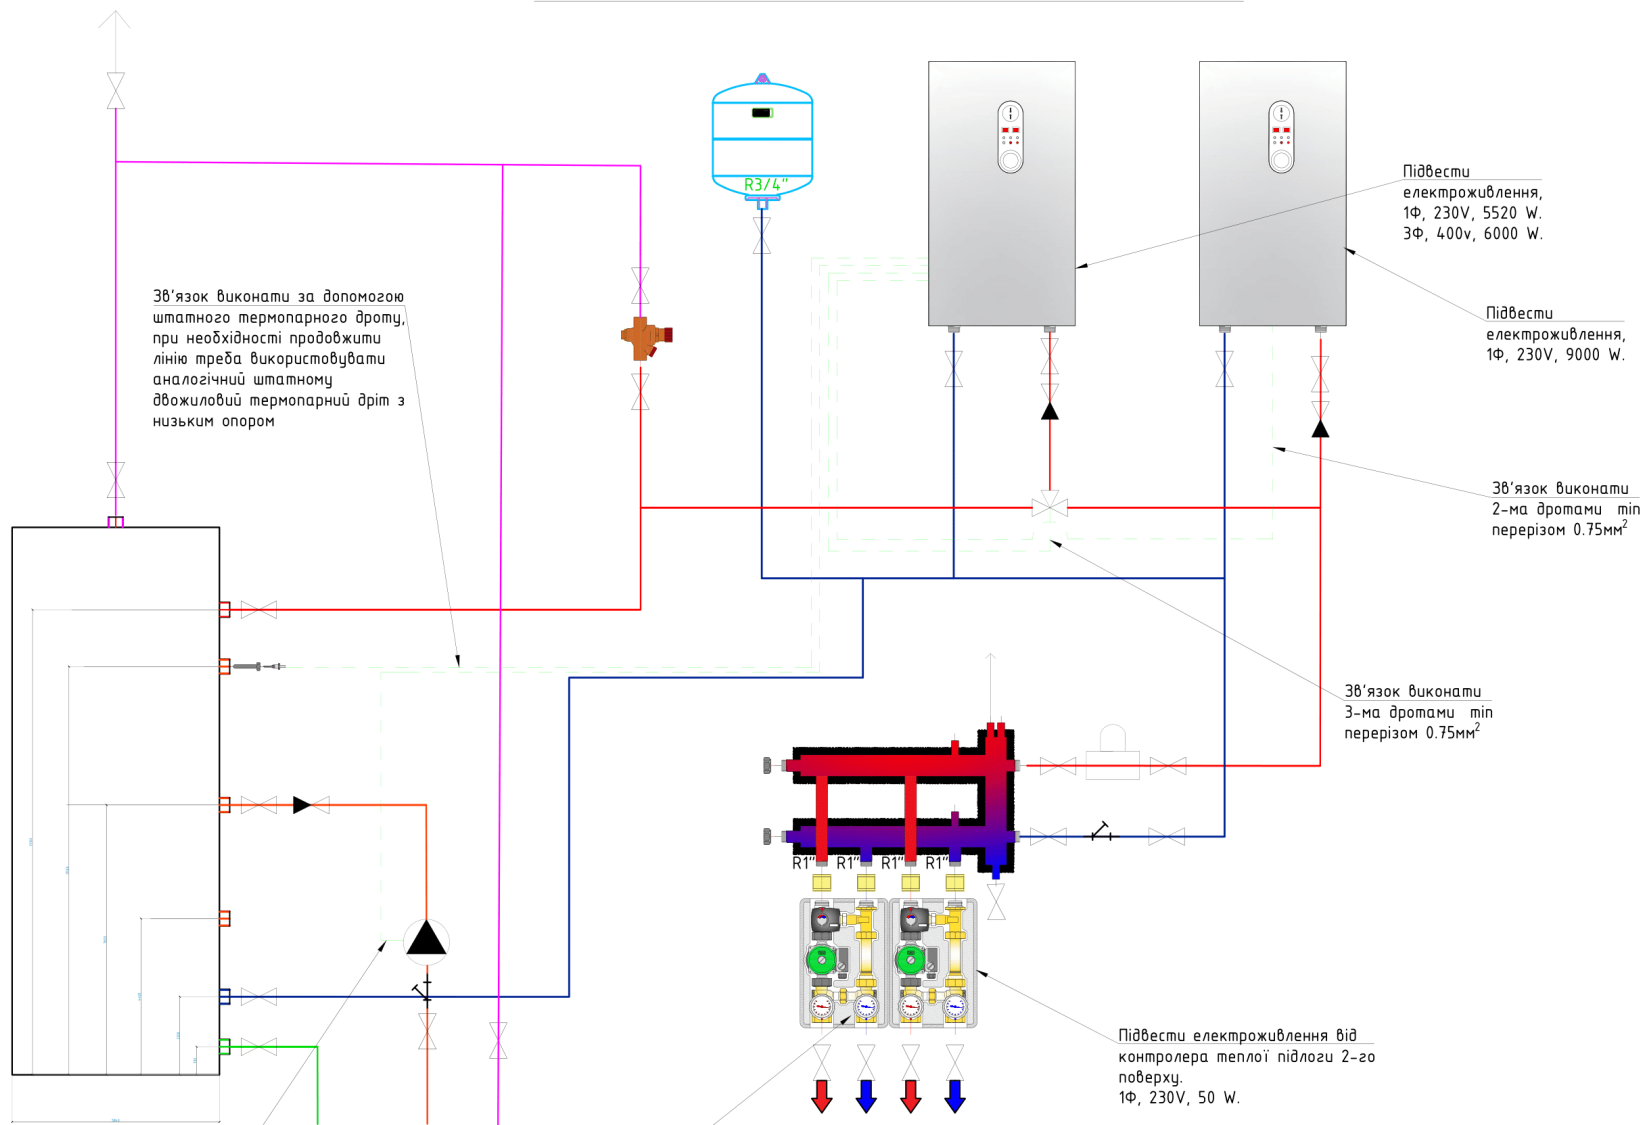 R3/4"
Підвести
електроживлення,
1Ф, 230V, 5520 W.
3Ф, 400v, 6000 W.
Зв'язок виконати за допомогою
штатного термопарного дроту,
при необхідності продовжити
лінію треба використовувати
аналогічний штатному
двожиловий термопарний дріт з
низьким опором
Підвести
електроживлення,
1Ф, 230V, 9000 W.
Зв'язок виконати
2-ма дротами min
перерізом 0.75мм²
Зв'язок виконати
3-ма дротами min
перерізом 0.75мм²
R1" R1" R1" R1"
Підвести електроживлення від
контролера теплої підлоги 2-го
поверху.
1Ф, 230V, 50 W.